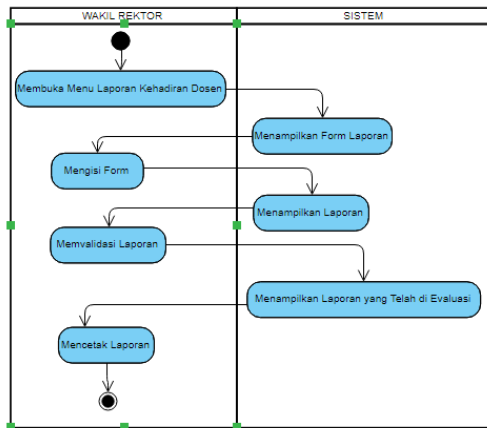 WAKIL REKTOR
SISTEM
Membuka Menu Laporan Kehadiran Dosen
Menampilkan Form Laporan
Mengisi Form
Menampilkan Laporan
Memvalidasi Laporan
Menampilkan Laporan yang Telah di Evaluasi
Mencetak Laporan